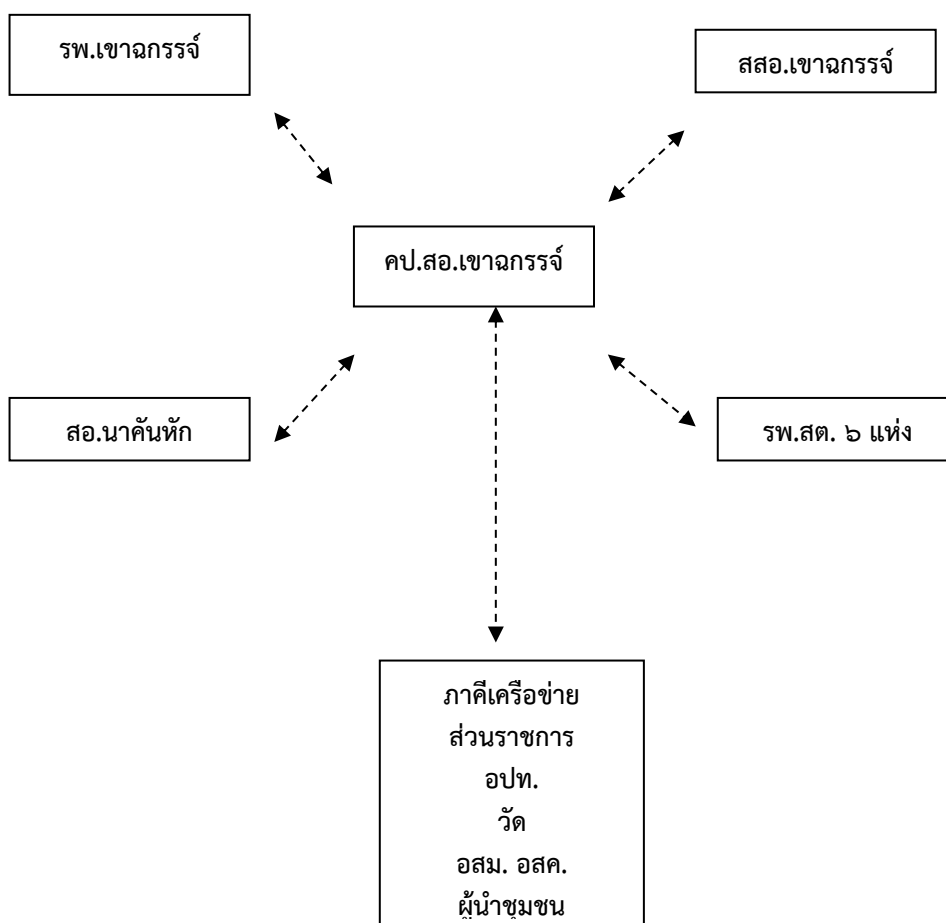 รพ.เขาฉกรรจ์
สสอ.เขาฉกรรจ์
คป.สอ.เขาฉกรรจ์
สอ.นาคันหัก
รพ.สต. ๖ แห่ง
ภาคีเครือข่าย
ส่วนราชการ
อปท.
วัด
อสม. อสค.
ผู้นำชุมชน